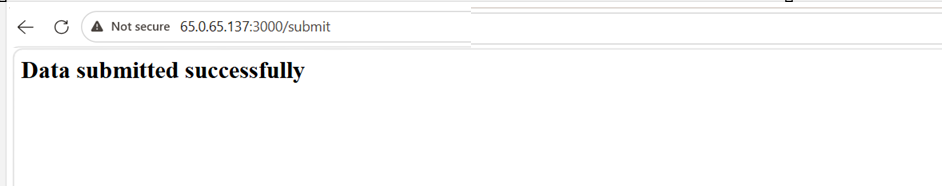 Not secure 65.0.65.137:3000/submit
Data submitted successfully